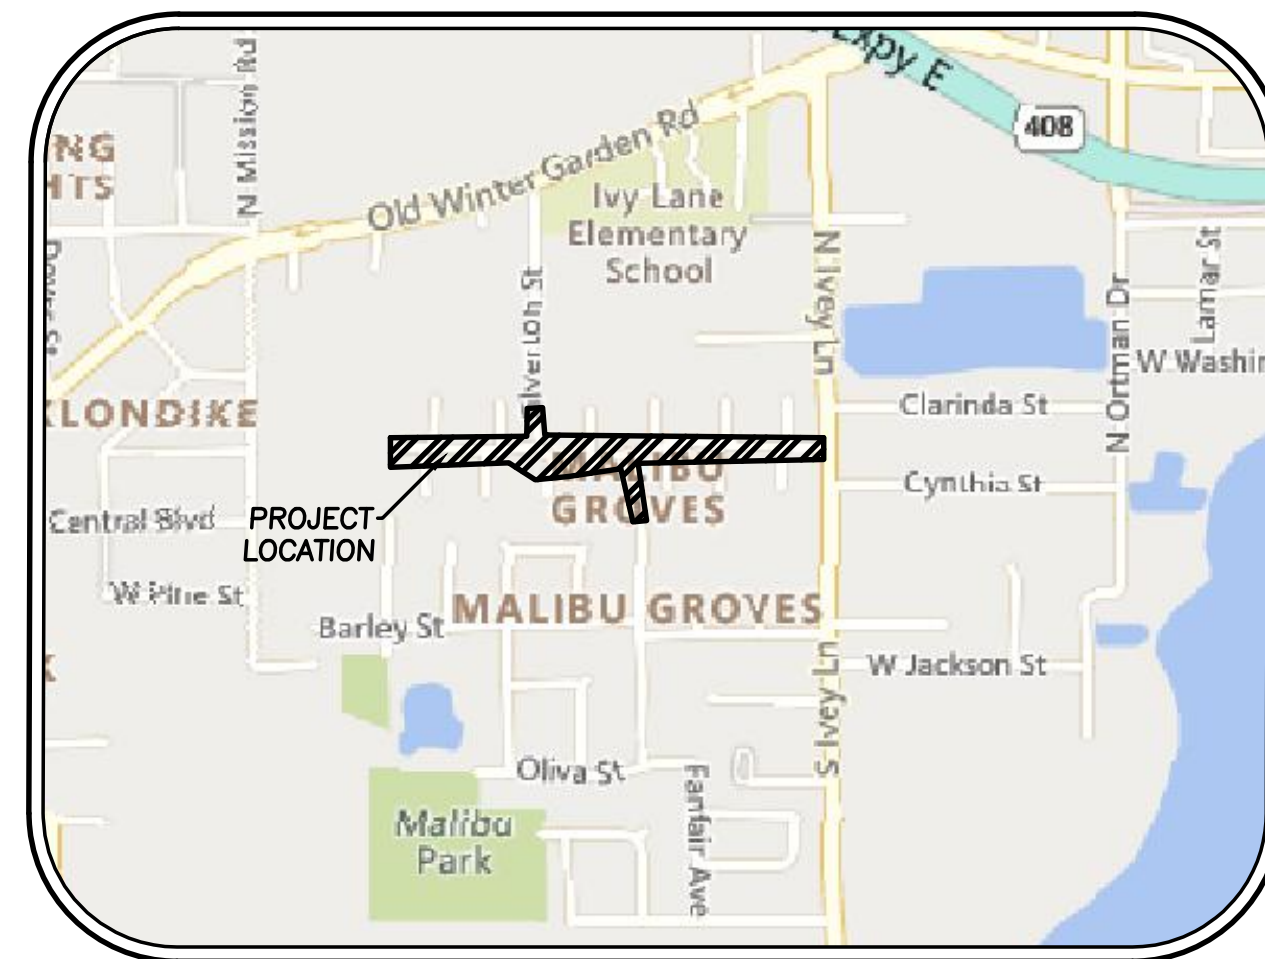 Expy E
408
N Mission Rd
Old Winter Garden Rd
Ivy Lane
Elementary
School
N Ivey Ln
Lamar St
N Ortman Dr
W Washin
Clarinda St
KLONDIKE
MALIBU
GROVES
Cynthia St
Central Blvd
PROJECT
LOCATION
W Pine St
MALIBU GROVES
Barley St
W Jackson St
S Ivey Ln
Oliva St
Fanfair Ave
Malibu
Park